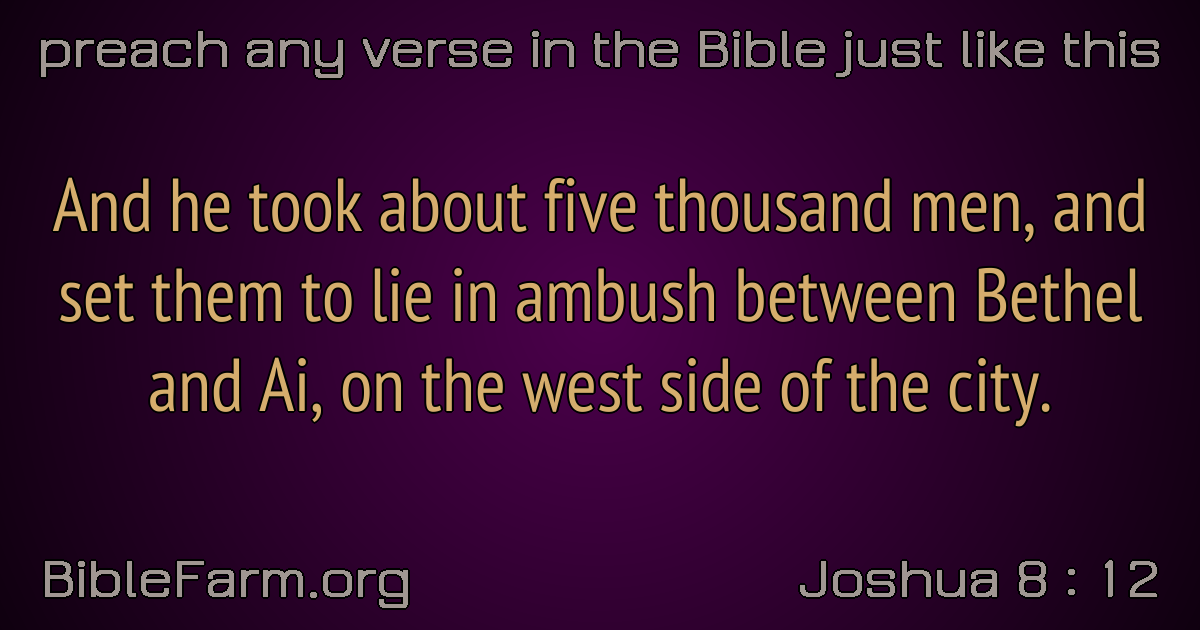 preach any verse in the Bible just like this
And he took about five thousand men, and
set them to lie in ambush between Bethel
and Ai, on the west side of the city.
BibleFarm.org
Joshua 8 : 12